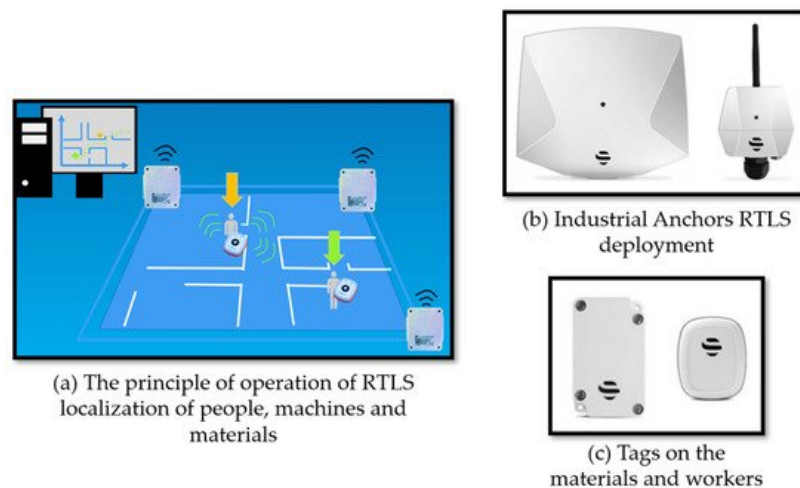 (a) The principle of operation of RTLS
localization of people, machines and
materials
(b) Industrial Anchors RTLS
deployment
(c) Tags on the
materials and workers